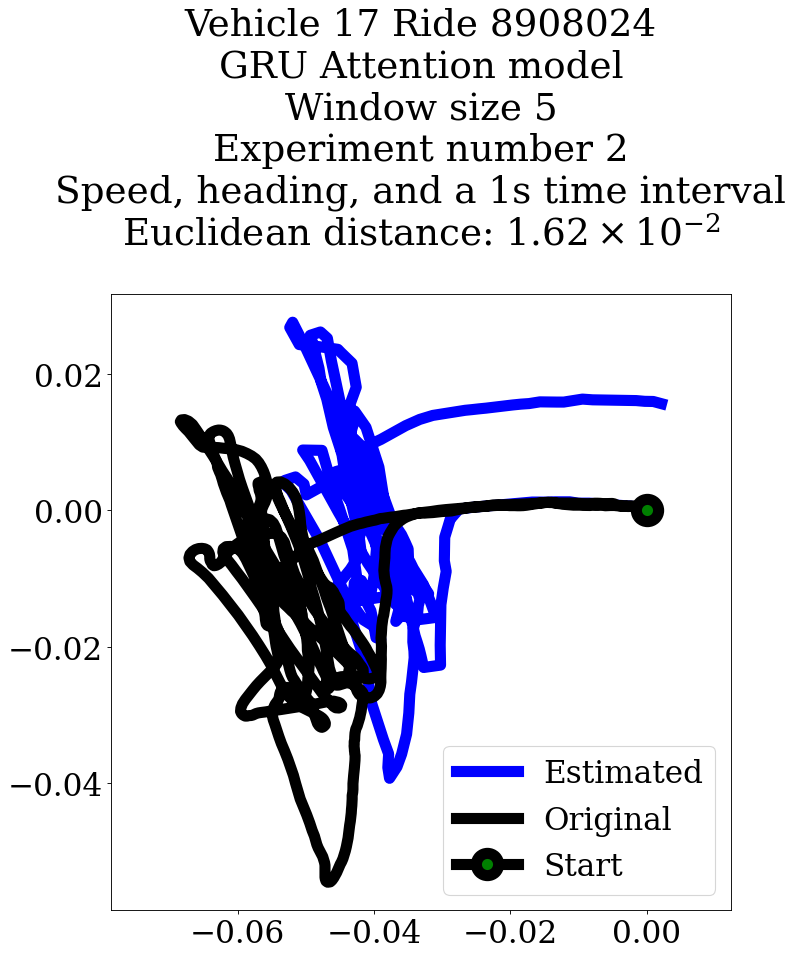 Vehicle 17 Ride 8908024
GRU Attention model
Window size 5
Experiment number 2
Speed, heading, and a 1s time interval
Euclidean distance: 1.62 × 10⁻²
0.02
0.00
−0.02
−0.04
Estimated
Original
Start
−0.06
−0.04
−0.02
0.00